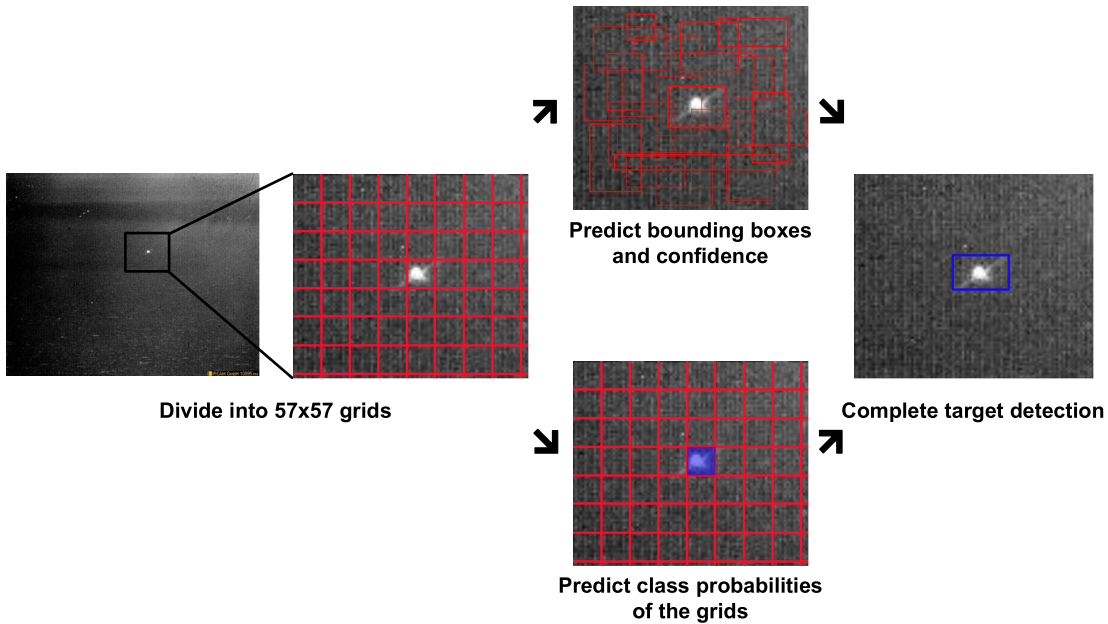 Predict bounding boxes
and confidence
Divide into 57x57 grids
Complete target detection
Predict class probabilities
of the grids